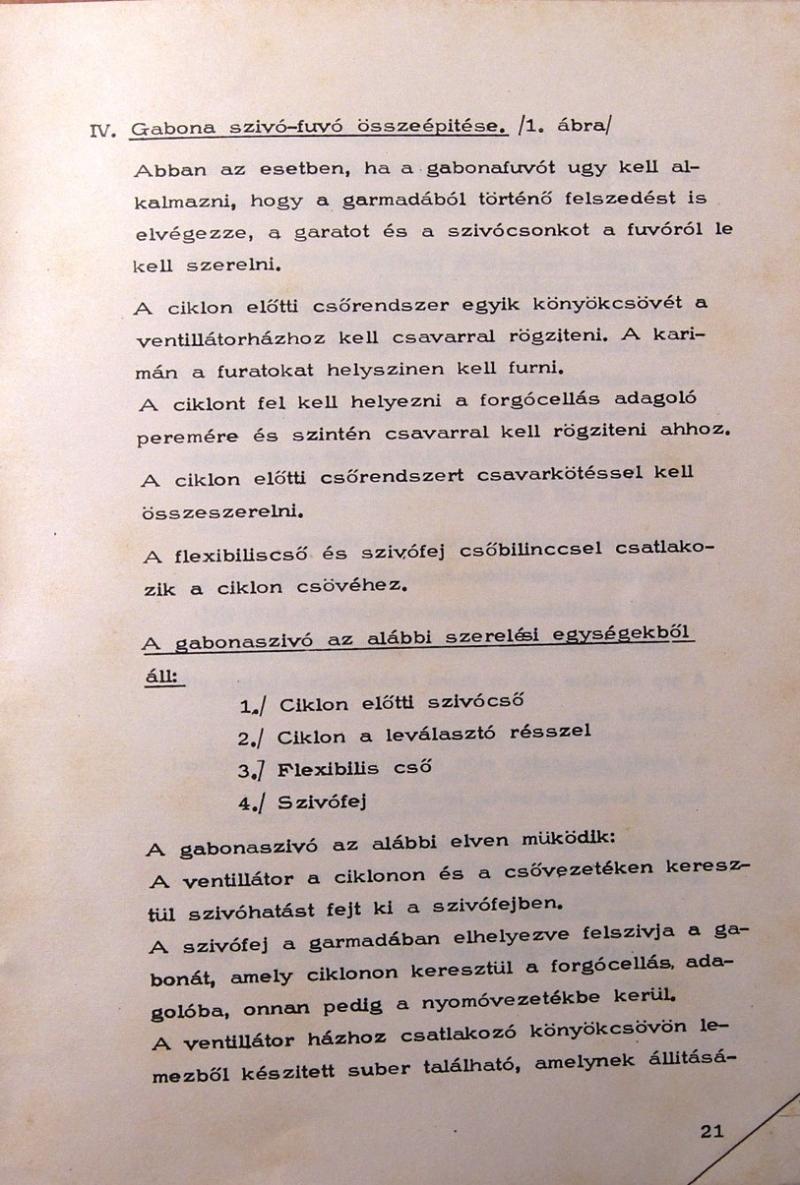 IV. Gabona szivó-fuvó összeépitése. /1. ábra/
Abban az esetben, ha a gabonafuvót ugy kell al-
kalmazni, hogy a garmadából történő felszedést is
elvégezze, a garatot és a szivócsonkot a fuvóról le
kell szerelni.
A ciklon előtti csőrendszer egyik könyökcsövét a
ventillátorházhoz kell csavarral rögziteni. A kari-
mán a furatokat helyszinen kell furni.
A ciklont fel kell helyezni a forgócellás adagoló
peremére és szintén csavarral kell rögziteni ahhoz.
A ciklon előtti csőrendszert csavarkötéssel kell
összeszerelni.
A flexibiliscső és szivófej csőbilinccsel csatlako-
zik a ciklon csövéhez.
A gabonaszivó az alábbi szerelési egységekből
áll:
1./ Ciklon előtti szivócső
2./ Ciklon a leválasztó résszel
3./ Flexibilis cső
4./ Szivófej
A gabonaszivó az alábbi elven müködik:
A ventillátor a ciklonon és a csővezetéken keresz-
tül szivóhatást fejt ki a szivófejben.
A szivófej a garmadában elhelyezve felszivja a ga-
bonát, amely ciklonon keresztül a forgócellás, ada-
golóba, onnan pedig a nyomóvezetékbe kerül.
A ventillátor házhoz csatlakozó könyökcsövön le-
mezből készitett suber található, amelynek állitásá-
21